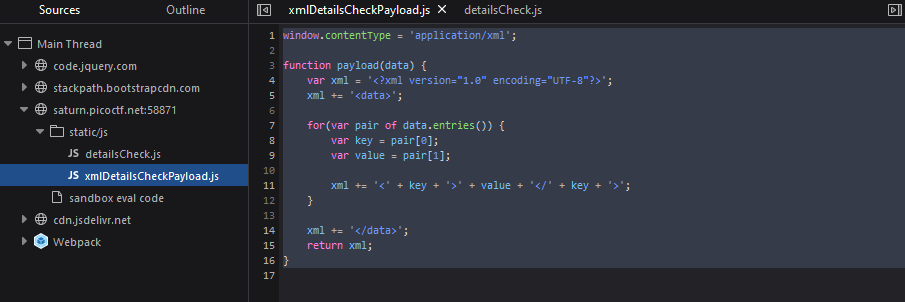 Sources
Outline
xmlDetailsCheckPayload.js
detailsCheck.js
Main Thread
code.jquery.com
stackpath.bootstrapcdn.com
saturn.picoctf.net:58871
static/js
JS detailsCheck.js
JS xmlDetailsCheckPayload.js
sandbox eval code
cdn.jsdelivr.net
Webpack
1 window.contentType = 'application/xml';
2
3 function payload(data) {
4 var xml = '<?xml version="1.0" encoding="UTF-8"?>';
5 xml += '<data>';
6
7 for(var pair of data.entries()) {
8 var key = pair[0];
9 var value = pair[1];
10
11 xml += '<' + key + '>' + value + '</' + key + '>';
12 }
13
14 xml += '</data>';
15 return xml;
16 }
17